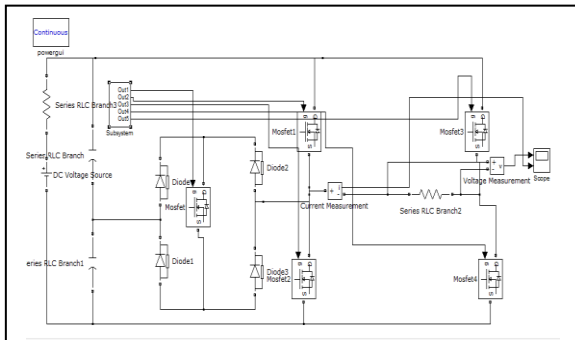 Continuous
powergui
Series RLC Branch3
Out1
Out2
Out3
Out4
Out5
Subsystem
Mosfet1
Mosfet3
Series RLC Branch
DC Voltage Source
Diode
Diode2
Mosfet
Current Measurement
Voltage Measurement
Scope
Series RLC Branch2
eries RLC Branch1
Diode1
Diode3
Mosfet2
Mosfet4